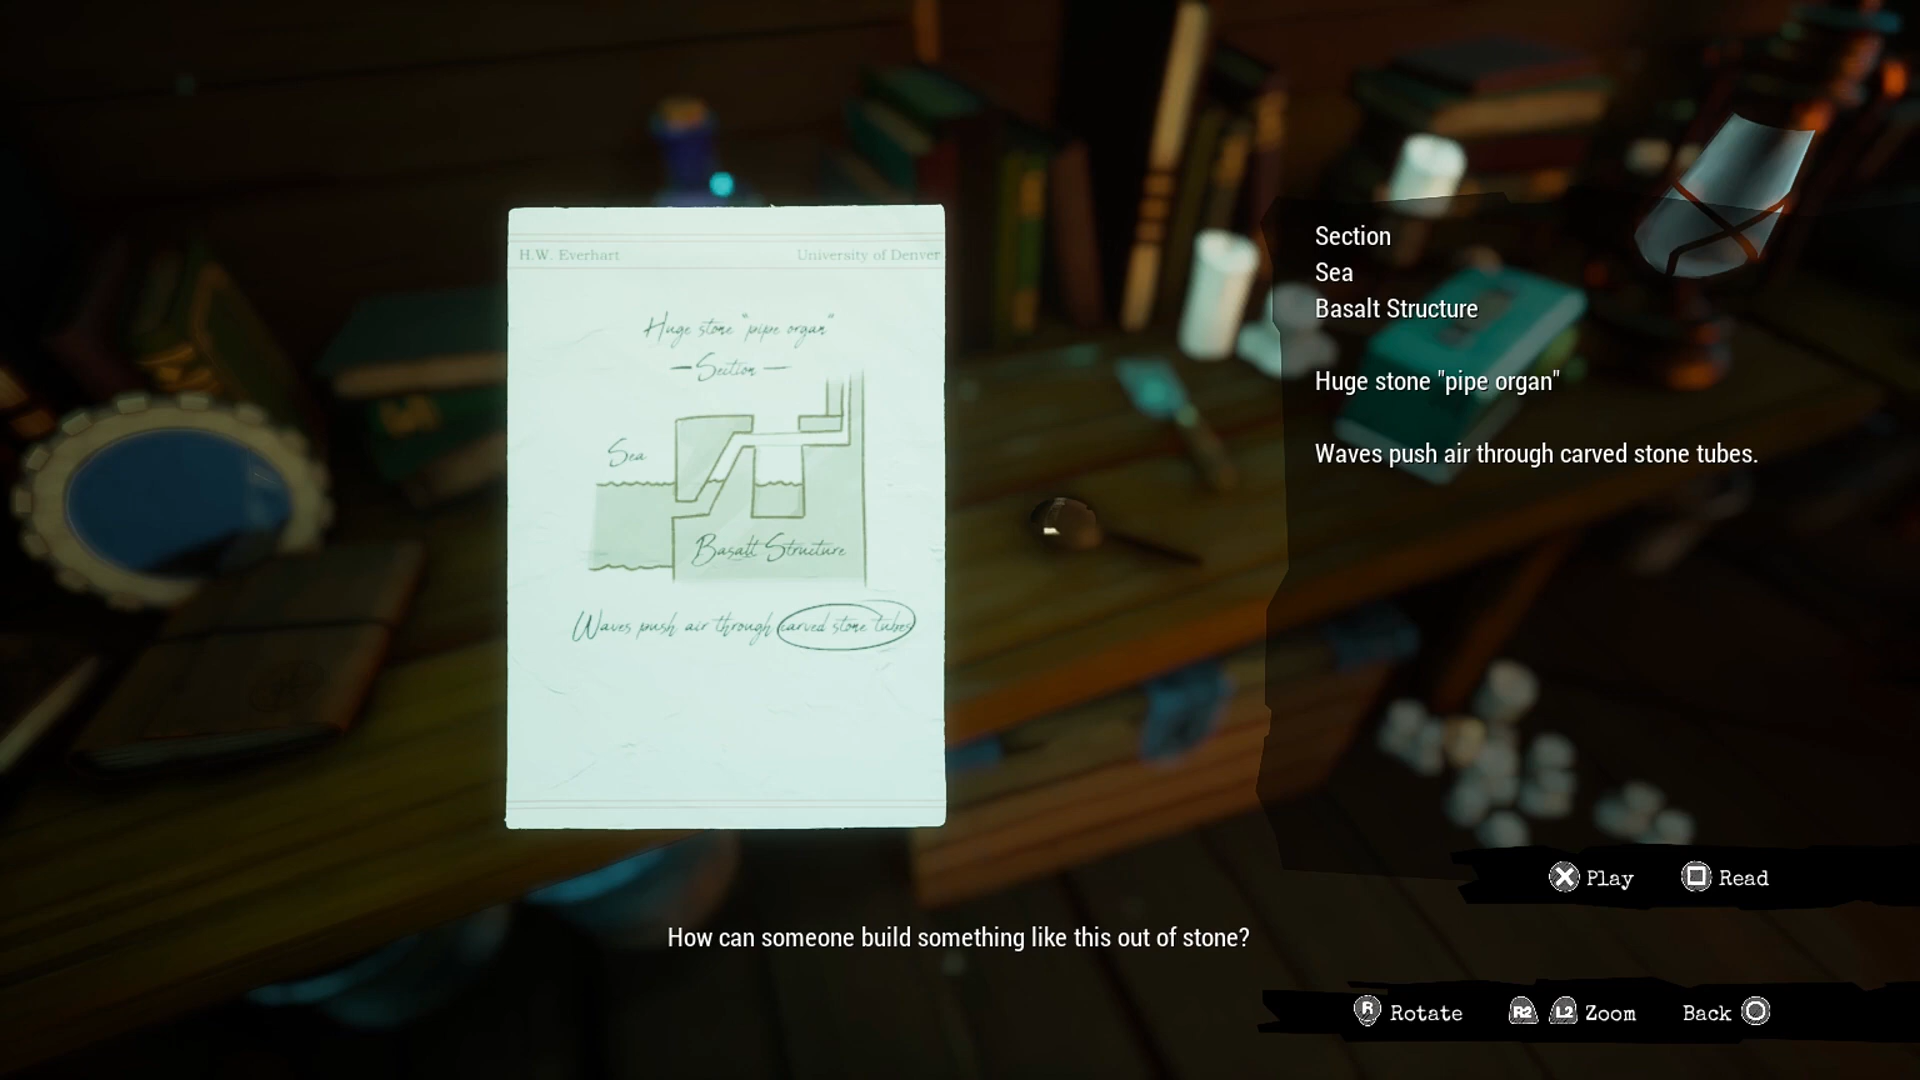 H.W. Everhart University of Denver
Huge stone "pipe organ"
— Section —
Sea
Basalt Structure
Waves push air through carved stone tubes
Section
Sea
Basalt Structure
Huge stone "pipe organ"
Waves push air through carved stone tubes.
Play Read
How can someone build something like this out of stone?
R Rotate R2 L2 Zoom Back